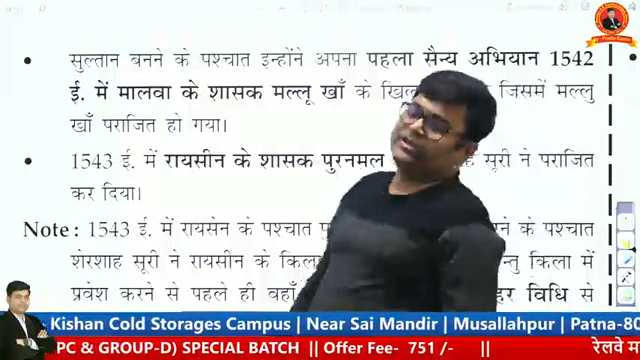 • सुल्तान बनने के पश्चात इन्होंने अपना पहला सैन्य अभियान 1542
ई. में मालवा के शासक मल्लू खाँ के जिसमें मल्लु
खाँ पराजित हो गया।
• 1543 ई. में रायसीन के शासक पुरनमल सूरी ने पराजित
कर दिया।
Note : 1543 ई. में रायसेन के पश्चात के पश्चात
शेरशाह सूरी ने रायसीन के किला में
प्रवेश करने से पहले ही वहाँ विधि से
Kishan Cold Storages Campus | Near Sai Mandir | Musallahpur | Patna-80
PC & GROUP-D) SPECIAL BATCH || Offer Fee- 751 /- || रेलवे